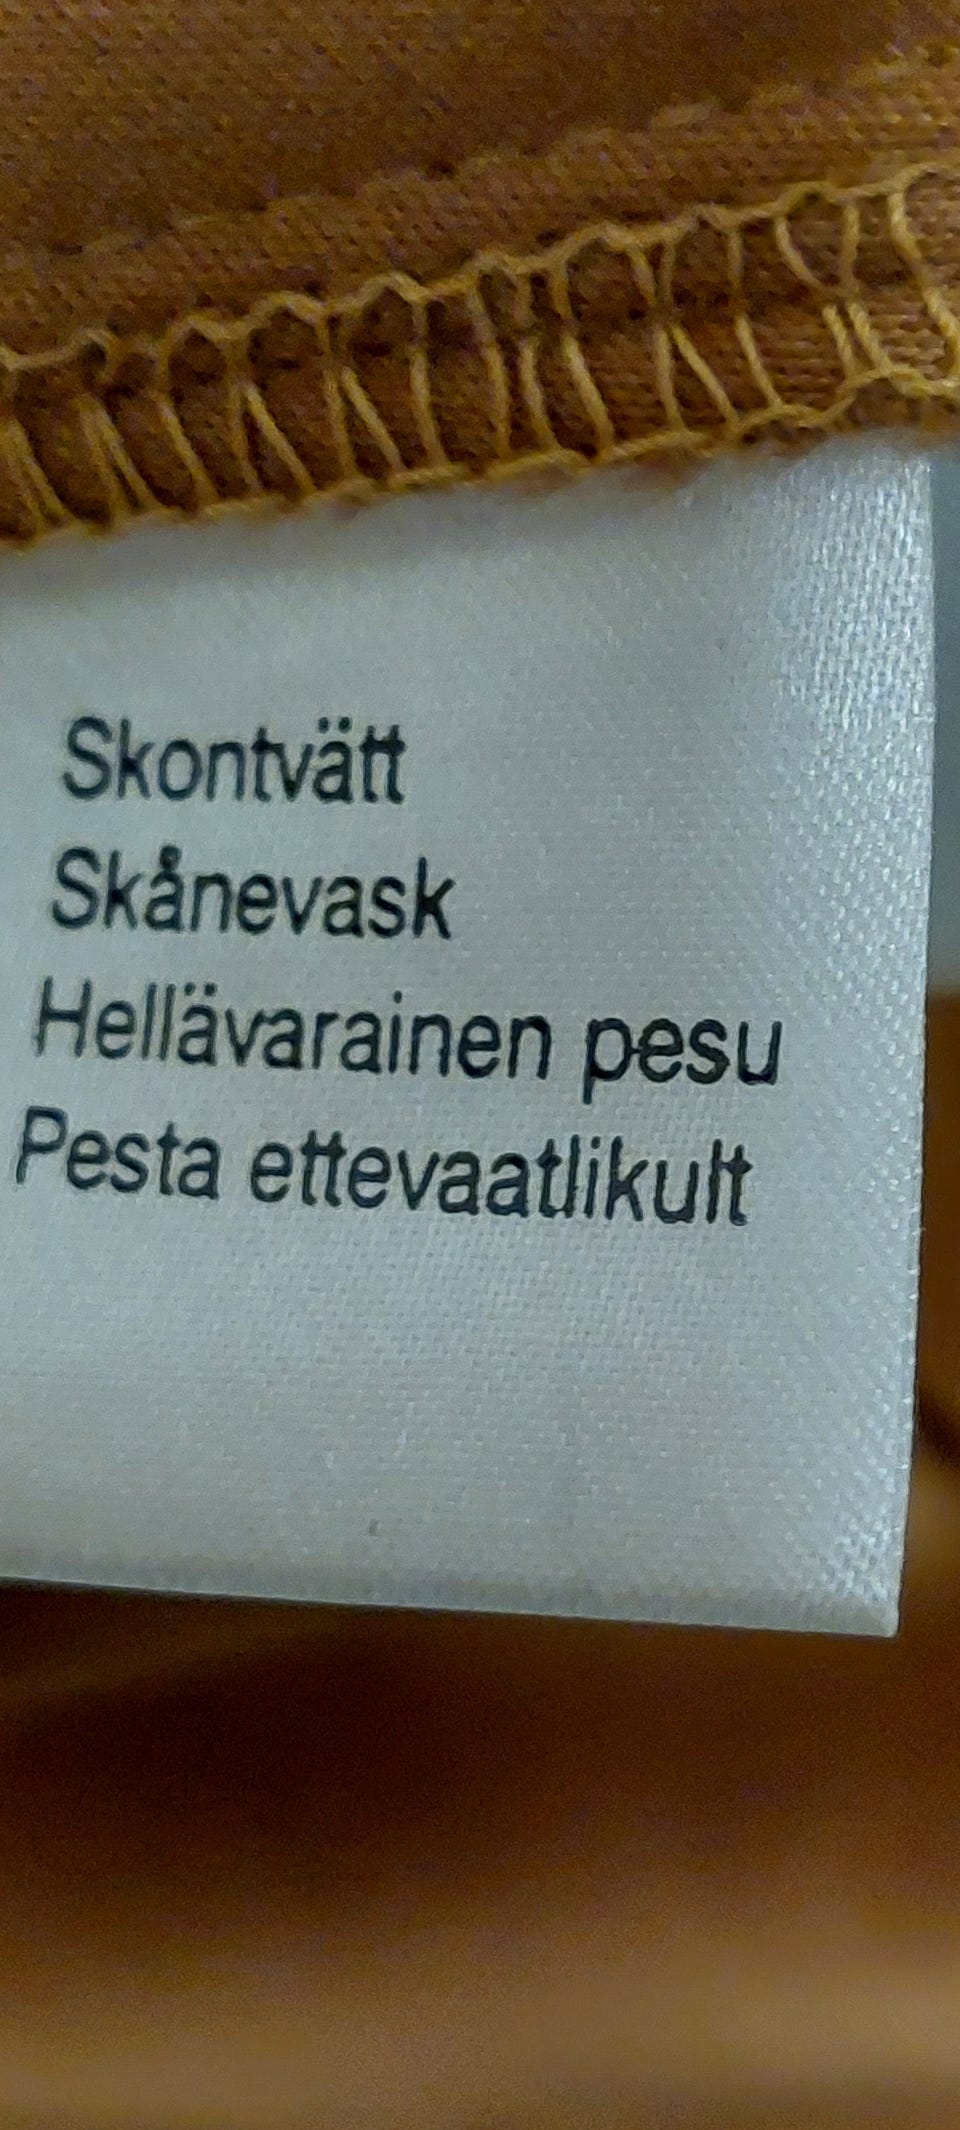 Skontvätt
Skånevask
Hellävarainen pesu
Pesta ettevaatlikult